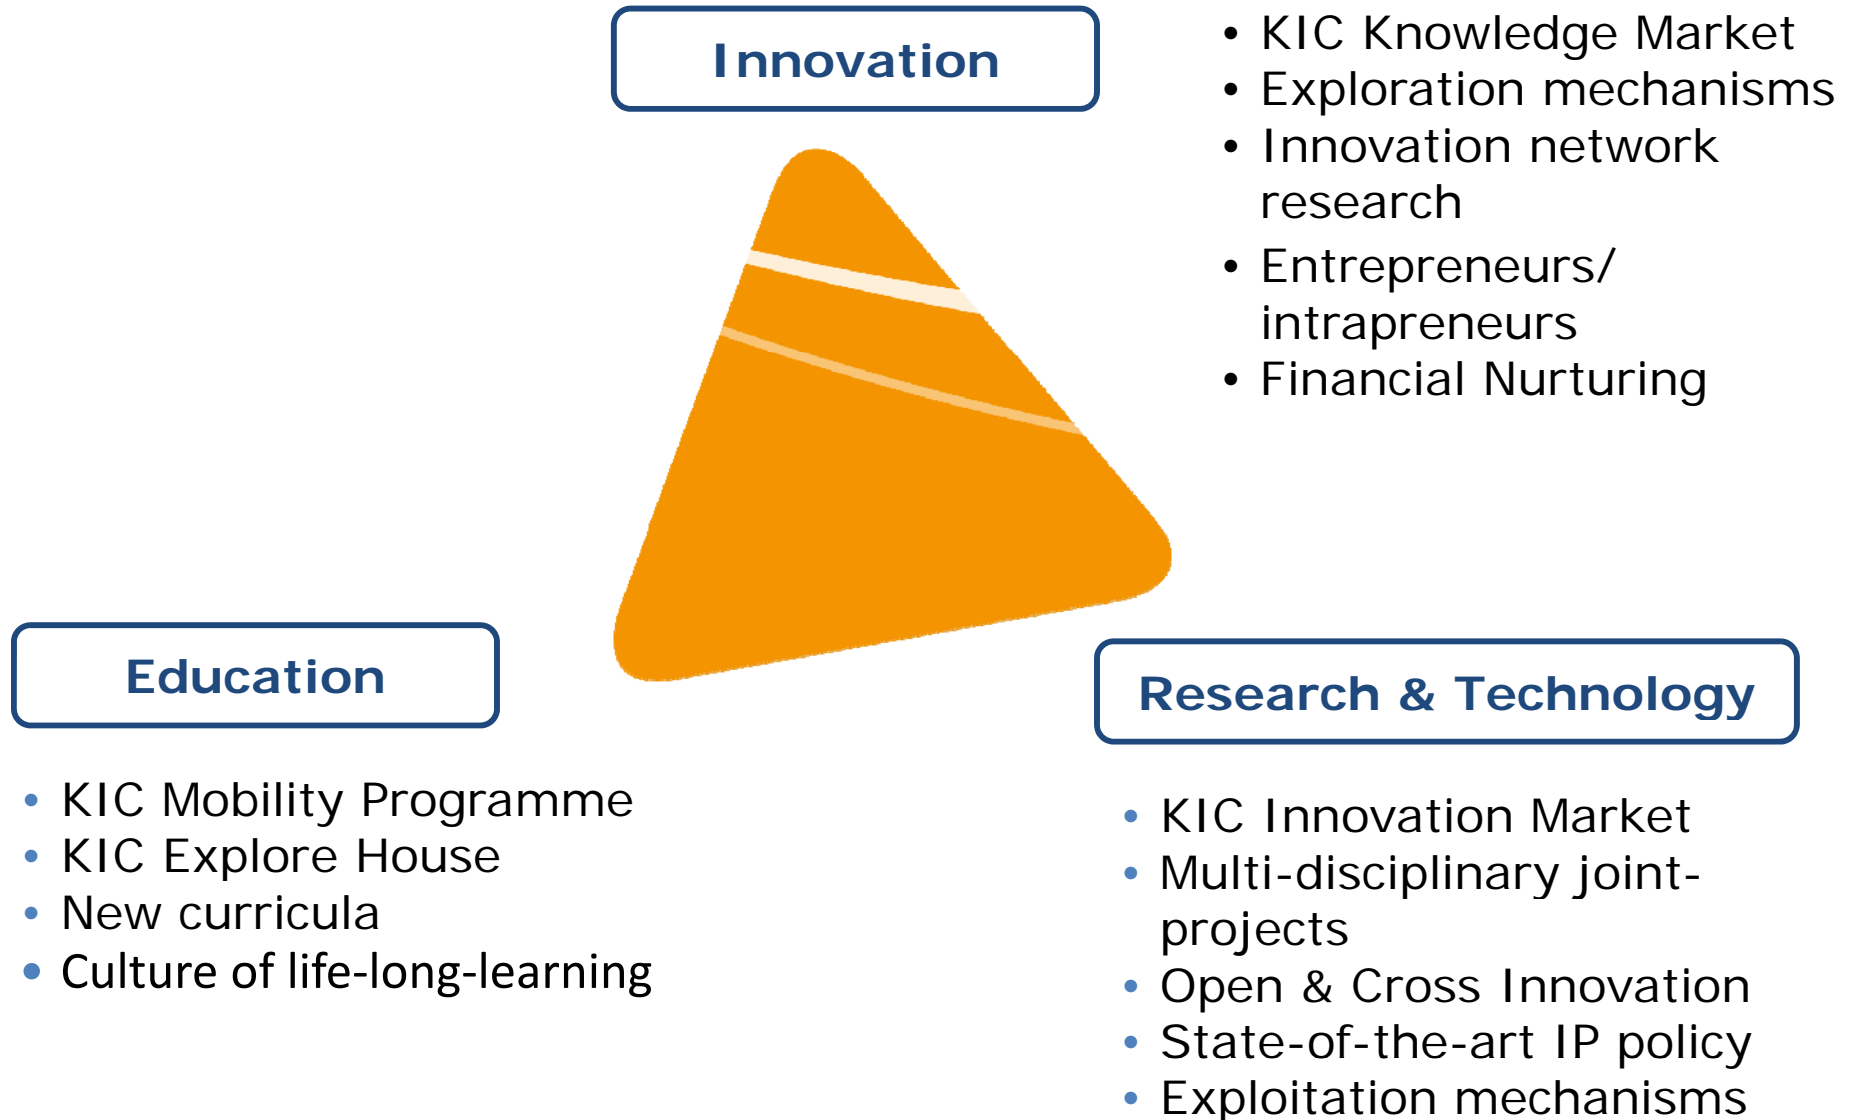 Innovation
• KIC Knowledge Market
• Exploration mechanisms
• Innovation network
research
• Entrepreneurs/
intrapreneurs
• Financial Nurturing
Education
• KIC Mobility Programme
• KIC Explore House
• New curricula
• Culture of life-long-learning
Research & Technology
• KIC Innovation Market
• Multi-disciplinary joint-
projects
• Open & Cross Innovation
• State-of-the-art IP policy
• Exploitation mechanisms